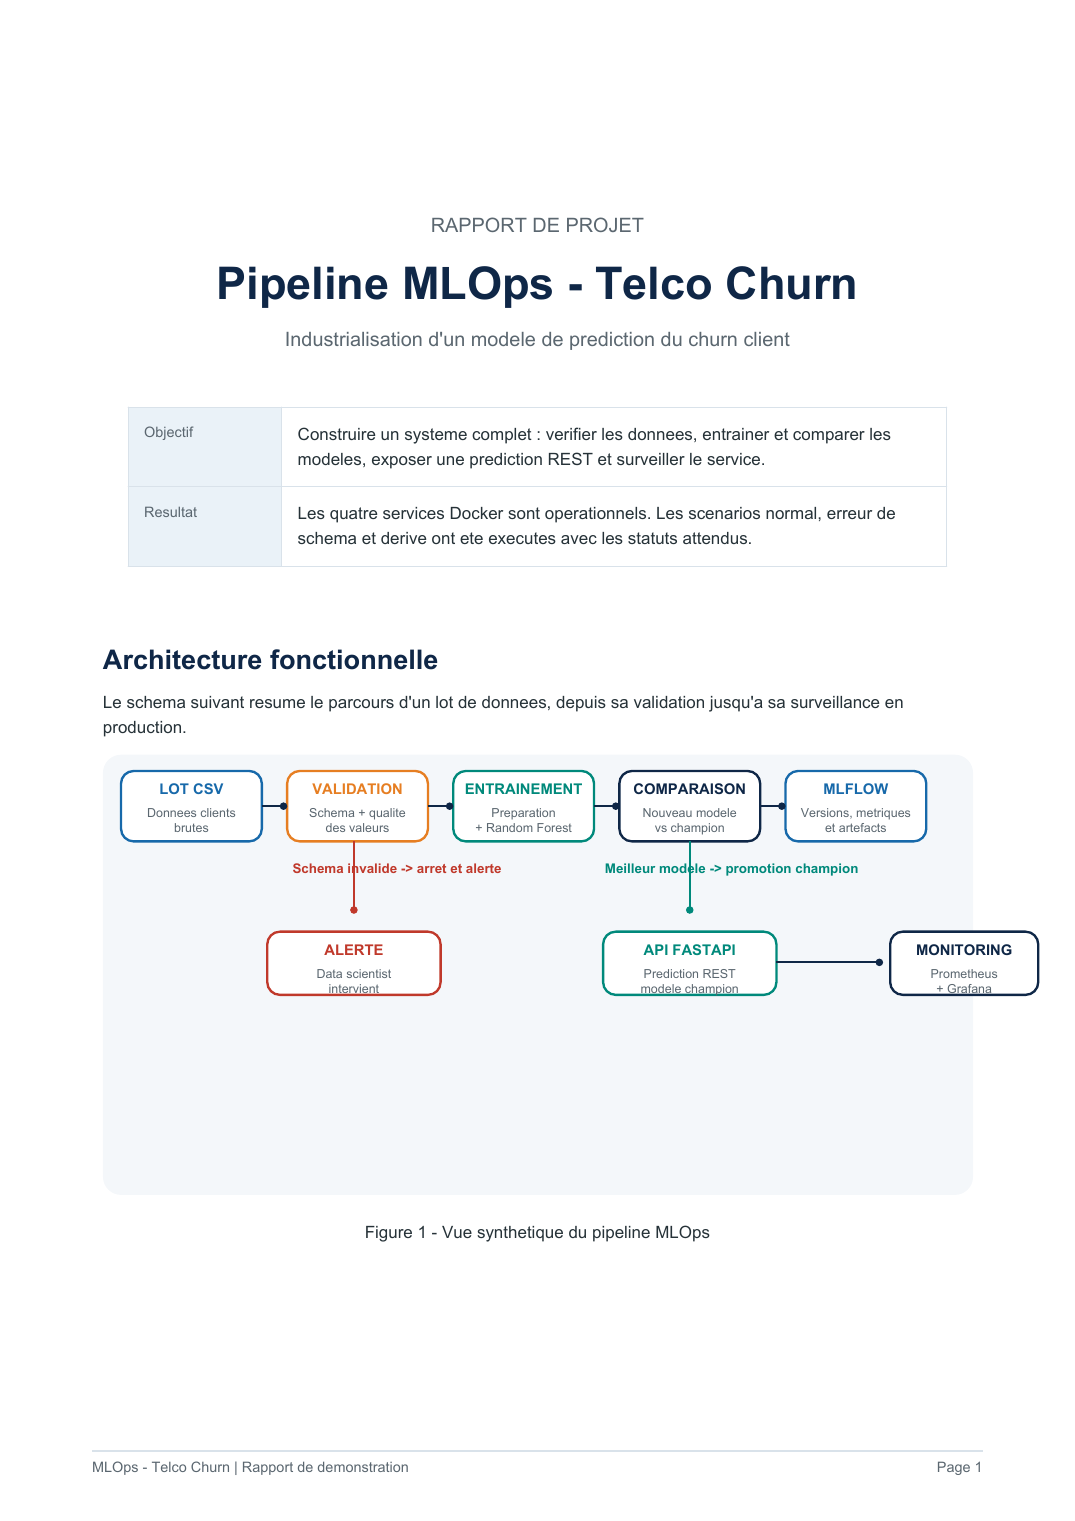 RAPPORT DE PROJET
Pipeline MLOps - Telco Churn
Industrialisation d'un modele de prediction du churn client
Objectif
Construire un systeme complet : verifier les donnees, entrainer et comparer les
modeles, exposer une prediction REST et surveiller le service.
Resultat
Les quatre services Docker sont operationnels. Les scenarios normal, erreur de
schema et derive ont ete executes avec les statuts attendus.
Architecture fonctionnelle
Le schema suivant resume le parcours d'un lot de donnees, depuis sa validation jusqu'a sa surveillance en
production.
LOT CSV
Donnees clients
brutes
VALIDATION
Schema + qualite
des valeurs
ENTRAINEMENT
Preparation
+ Random Forest
COMPARAISON
Nouveau modele
vs champion
MLFLOW
Versions, metriques
et artefacts
Schema invalide -> arret et alerte
Meilleur modele -> promotion champion
ALERTE
Data scientist
intervient
API FASTAPI
Prediction REST
modele champion
MONITORING
Prometheus
+ Grafana
Figure 1 - Vue synthetique du pipeline MLOps
MLOps - Telco Churn | Rapport de demonstration
Page 1